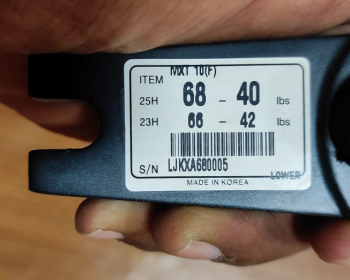 ITEM MXT 10(F)
25H 68 - 40 lbs
23H 66 - 42 lbs
S/N LJKXA680005
LOWER
MADE IN KOREA